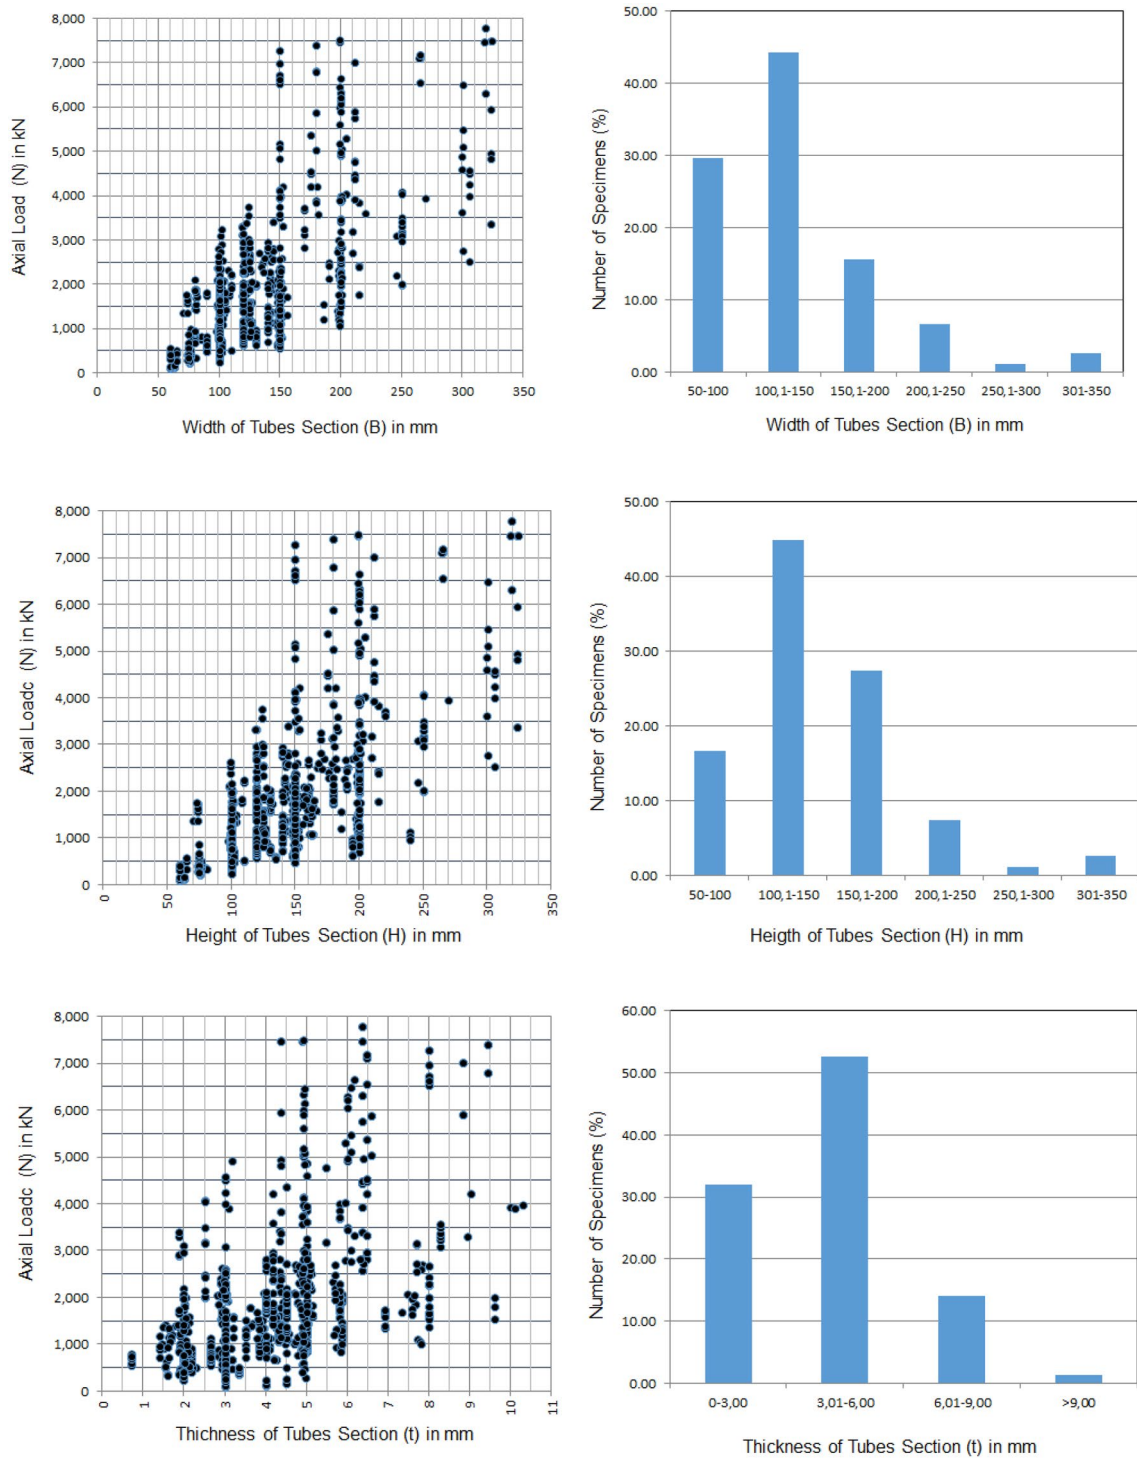 8,000
7,000
6,000
5,000
4,000
3,000
2,000
1,000
0
Axial Load (N) in kN
0 50 100 150 200 250 300 350
Width of Tubes Section (B) in mm
50.00
40.00
30.00
20.00
10.00
0.00
Number of Specimens (%)
50-100 100,1-150 150,1-200 200,1-250 250,1-300 301-350
Width of Tubes Section (B) in mm
8,000
7,000
6,000
5,000
4,000
3,000
2,000
1,000
0
Axial Loadc (N) in kN
0 50 100 150 200 250 300 350
Height of Tubes Section (H) in mm
50.00
40.00
30.00
20.00
10.00
0.00
Number of Specimens (%)
50-100 100,1-150 150,1-200 200,1-250 250,1-300 301-350
Heigth of Tubes Section (H) in mm
8,000
7,000
6,000
5,000
4,000
3,000
2,000
1,000
0
Axial Loadc (N) in kN
0 1 2 3 4 5 6 7 8 9 10 11
Thichness of Tubes Section (t) in mm
60.00
50.00
40.00
30.00
20.00
10.00
0.00
Number of Specimens (%)
0-3,00 3,01-6,00 6,01-9,00 >9,00
Thickness of Tubes Section (t) in mm